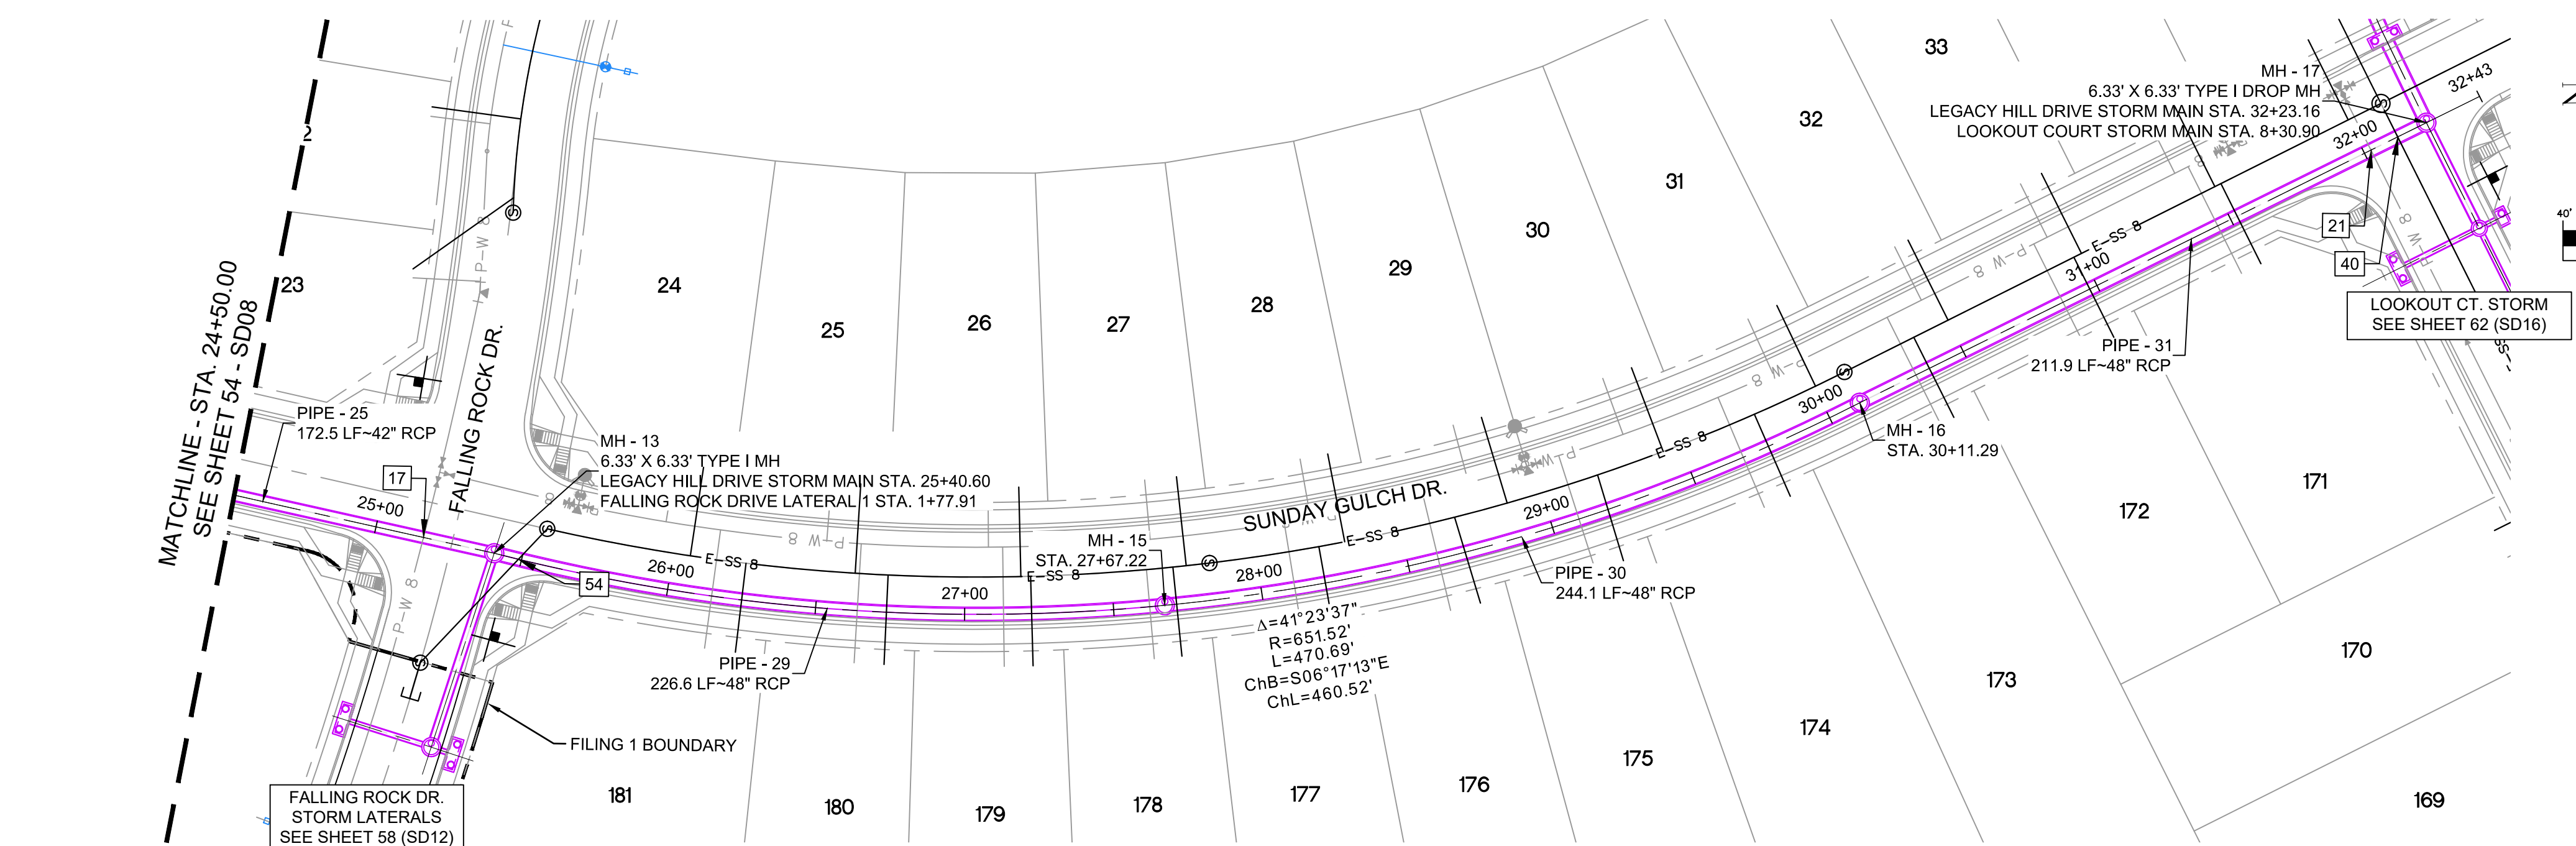 MATCHLINE - STA. 24+50.00
SEE SHEET 54 - SD08
2
23
P-W 8
FALLING ROCK DR.
PIPE - 25
172.5 LF~42" RCP
17
25+00
MH - 13
6.33' X 6.33' TYPE I MH
LEGACY HILL DRIVE STORM MAIN STA. 25+40.60
FALLING ROCK DRIVE LATERAL 1 STA. 1+77.91
S
S
S
54
P-W 8
FILING 1 BOUNDARY
FALLING ROCK DR.
STORM LATERALS
SEE SHEET 58 (SD12)
24
25
26
27
28
29
30
31
32
33
26+00
E-SS 8
P-W 8
27+00
E-SS 8
PIPE - 29
226.6 LF~48" RCP
MH - 15
STA. 27+67.22
S
28+00
SUNDAY GULCH DR.
E-SS 8
29+00
PIPE - 30
244.1 LF~48" RCP
Δ=41°23'37"
R=651.52'
L=470.69'
ChB=S06°17'13"E
ChL=460.52'
E-SS 8
P-W 8
30+00
S
MH - 16
STA. 30+11.29
P-W 8
31+00
E-SS 8
PIPE - 31
211.9 LF~48" RCP
MH - 17
6.33' X 6.33' TYPE I DROP MH
LEGACY HILL DRIVE STORM MAIN STA. 32+23.16
LOOKOUT COURT STORM MAIN STA. 8+30.90
S
32+00
32+43
21
40
LOOKOUT CT. STORM
SEE SHEET 62 (SD16)
40'
181
180
179
178
177
176
175
174
173
172
171
170
169